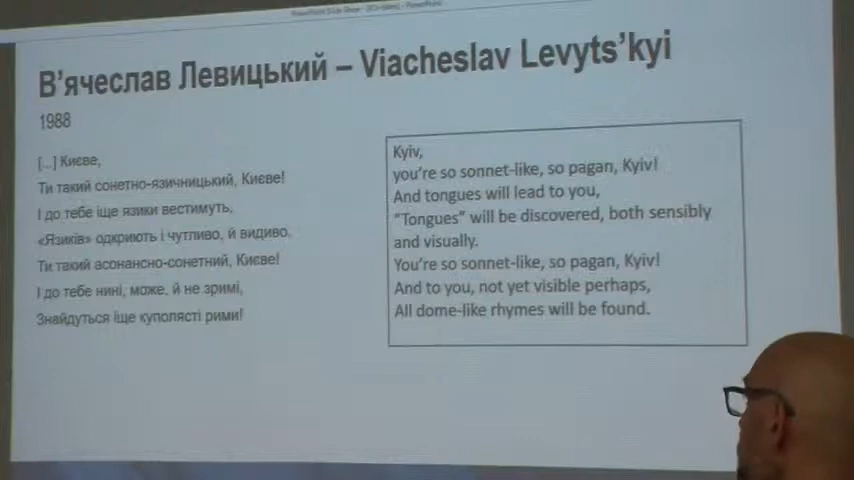 В'ячеслав Левицький – Viacheslav Levyts'kyi
1988
[...] Києве,
Ти такий сонетно-язичницький, Києве!
І до тебе іще язики вестимуть,
«Язиків» одкриють і чутливо, й видиво.
Ти такий асонансно-сонетний, Києве!
І до тебе нині, може, й не зримі,
Знайдуться іще куполясті рими!
Kyiv,
you're so sonnet-like, so pagan, Kyiv!
And tongues will lead to you,
“Tongues” will be discovered, both sensibly
and visually.
You're so sonnet-like, so pagan, Kyiv!
And to you, not yet visible perhaps,
All dome-like rhymes will be found.